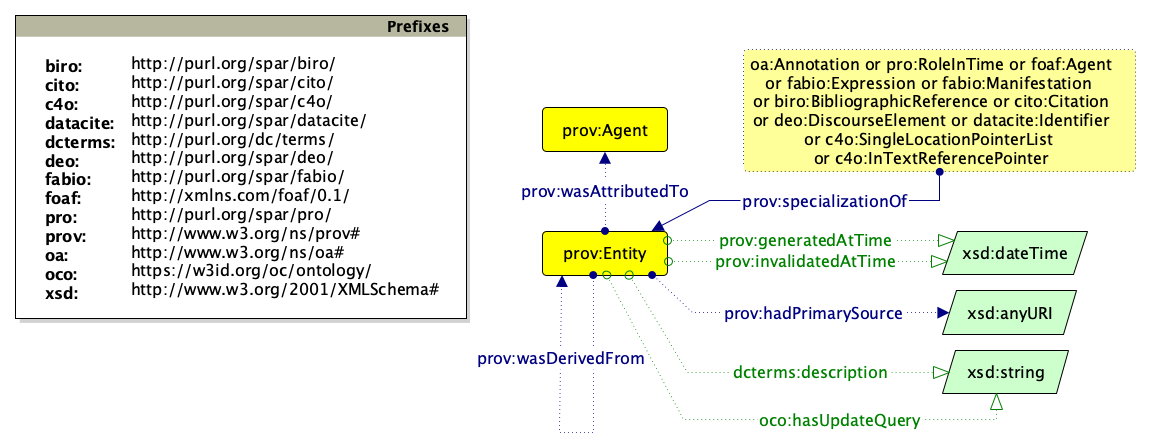 Prefixes
biro: http://purl.org/spar/biro/
cito: http://purl.org/spar/cito/
c4o: http://purl.org/spar/c4o/
datacite: http://purl.org/spar/datacite/
dcterms: http://purl.org/dc/terms/
deo: http://purl.org/spar/deo/
fabio: http://purl.org/spar/fabio/
foaf: http://xmlns.com/foaf/0.1/
pro: http://purl.org/spar/pro/
prov: http://www.w3.org/ns/prov#
oa: http://www.w3.org/ns/oa#
oco: https://w3id.org/oc/ontology/
xsd: http://www.w3.org/2001/XMLSchema#
oa:Annotation or pro:RoleInTime or foaf:Agent
or fabio:Expression or fabio:Manifestation
or biro:BibliographicReference or cito:Citation
or deo:DiscourseElement or datacite:Identifier
or c4o:SingleLocationPointerList
or c4o:InTextReferencePointer
prov:Agent
prov:wasAttributedTo
prov:specializationOf
prov:Entity
prov:generatedAtTime
prov:invalidatedAtTime
xsd:dateTime
prov:hadPrimarySource
xsd:anyURI
prov:wasDerivedFrom
dcterms:description
xsd:string
oco:hasUpdateQuery